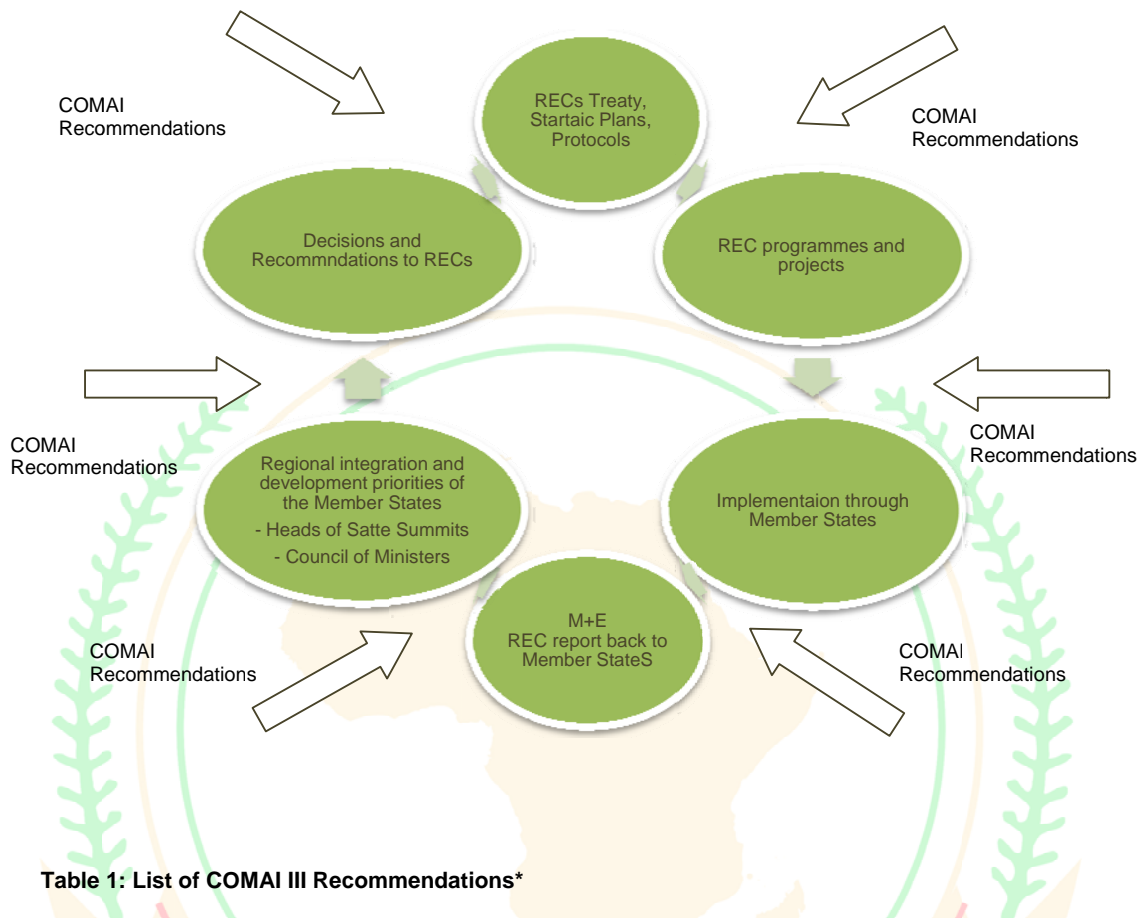 RECs Treaty,
Startaic Plans,
Protocols
COMAI
Recommendations
COMAI
Recommendations
Decisions and
Recommndations to RECs
REC programmes and
projects
COMAI
Recommendations
COMAI
Recommendations
Regional integration and
development priorities of
the Member States
- Heads of Satte Summits
- Council of Ministers
Implementaion through
Member States
M+E
REC report back to
Member StateS
COMAI
Recommendations
COMAI
Recommendations
Table 1: List of COMAI III Recommendations*